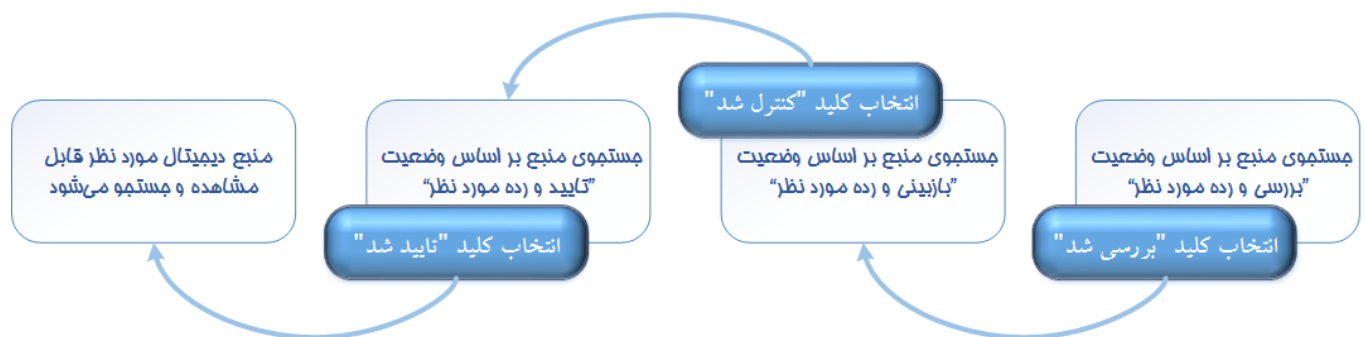 جستجوی منبع بر اساس وضعیت
"بررسی و رده مورد نظر"
انتخاب کلید "بررسی شد"
انتخاب کلید "کنترل شد"
جستجوی منبع بر اساس وضعیت
"بازبینی و رده مورد نظر"
جستجوی منبع بر اساس وضعیت
"تایید و رده مورد نظر"
انتخاب کلید "تایید شد"
منبع دیجیتال مورد نظر قابل
مشاهده و جستجو می‌شود